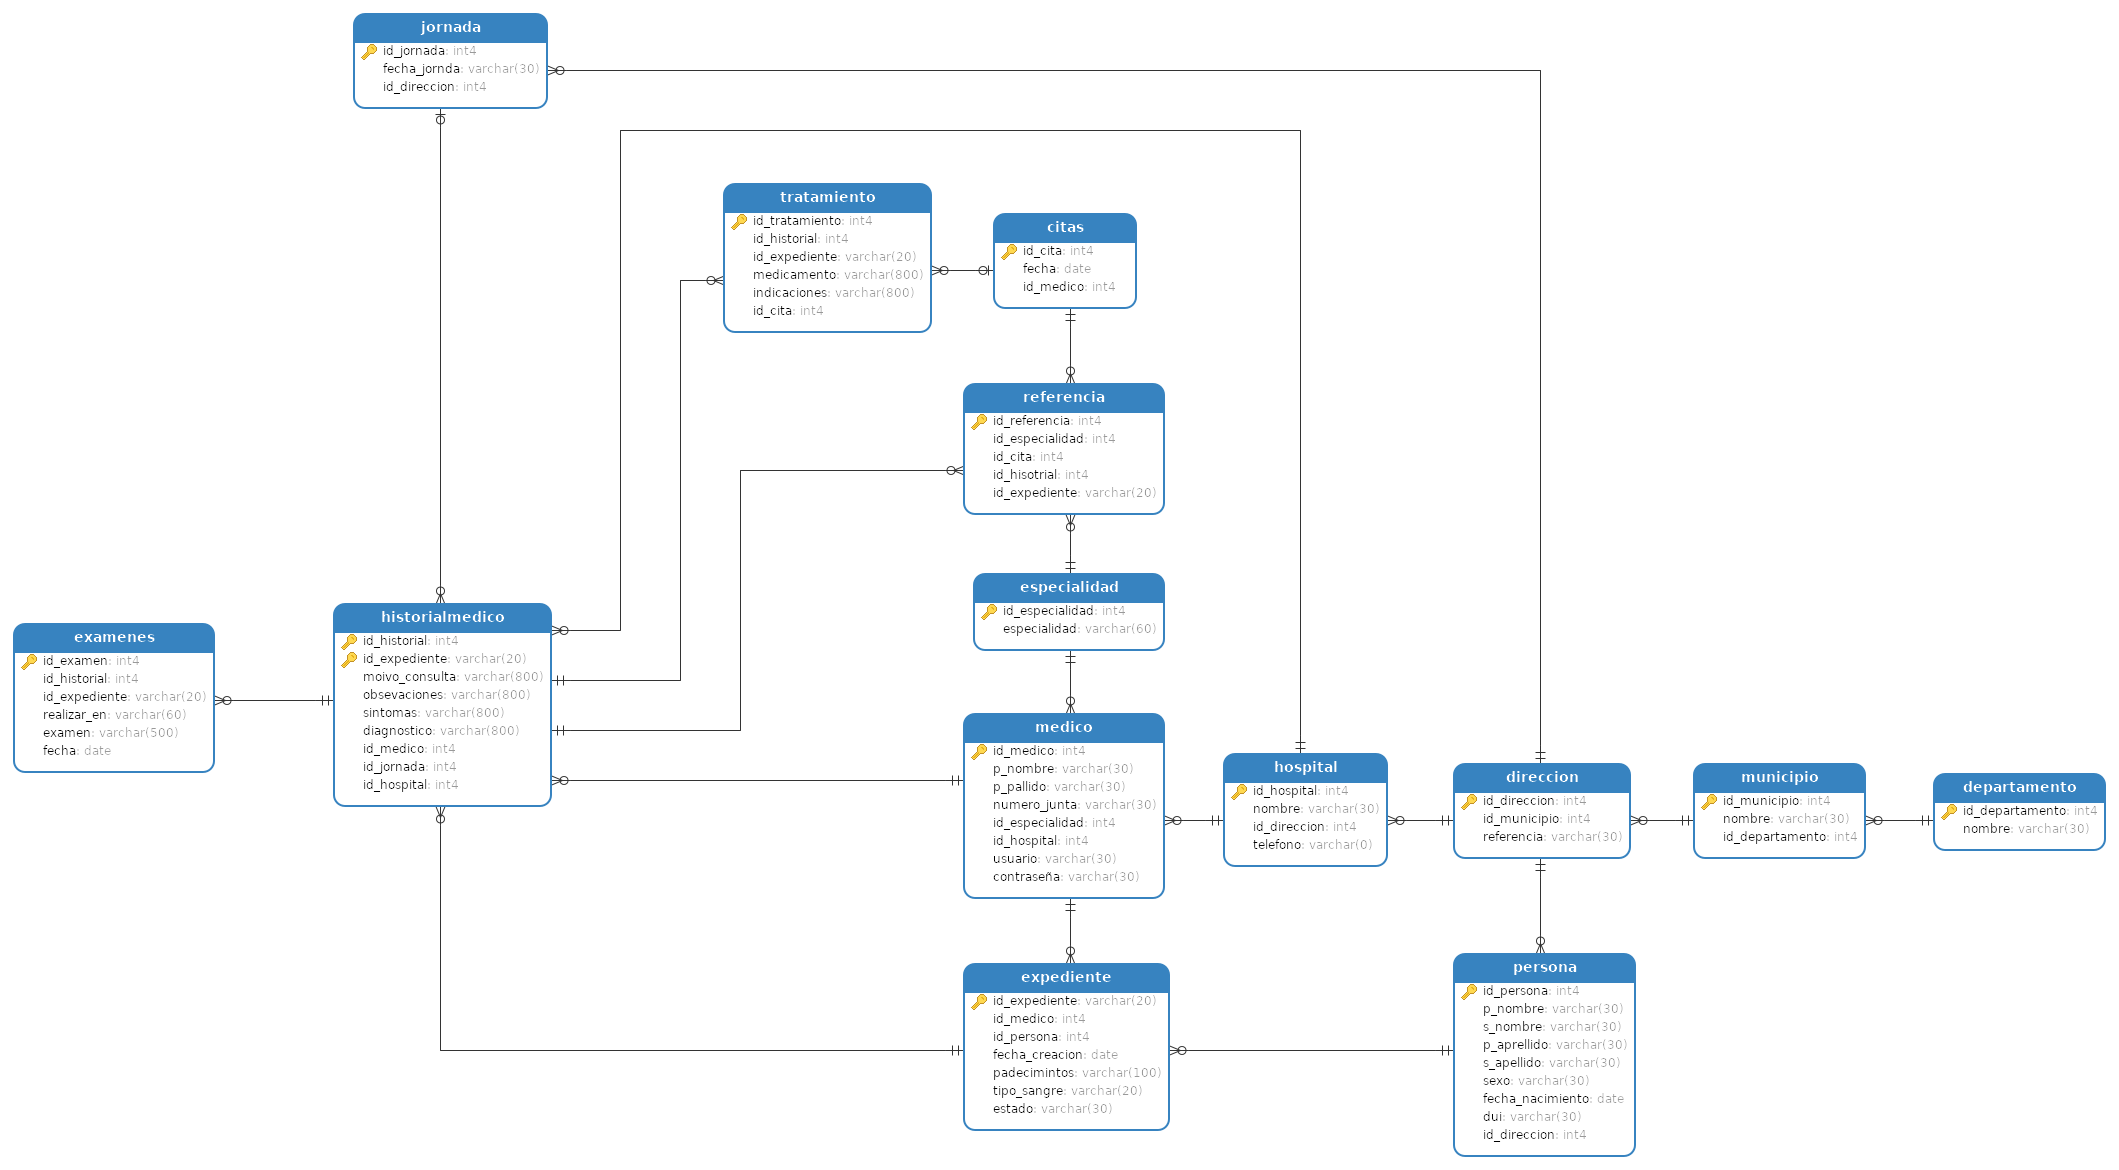 jornada
id_jornada: int4
fecha_jornda: varchar(30)
id_direccion: int4
tratamiento
id_tratamiento: int4
id_historial: int4
id_expediente: varchar(20)
medicamento: varchar(800)
indicaciones: varchar(800)
id_cita: int4
citas
id_cita: int4
fecha: date
id_medico: int4
referencia
id_referencia: int4
id_especialidad: int4
id_cita: int4
id_hisotrial: int4
id_expediente: varchar(20)
especialidad
id_especialidad: int4
especialidad: varchar(60)
examenes
id_examen: int4
id_historial: int4
id_expediente: varchar(20)
realizar_en: varchar(60)
examen: varchar(500)
fecha: date
historialmedico
id_historial: int4
id_expediente: varchar(20)
moivo_consulta: varchar(800)
obsevaciones: varchar(800)
sintomas: varchar(800)
diagnostico: varchar(800)
id_medico: int4
id_jornada: int4
id_hospital: int4
medico
id_medico: int4
p_nombre: varchar(30)
p_pallido: varchar(30)
numero_junta: varchar(30)
id_especialidad: int4
id_hospital: int4
usuario: varchar(30)
contraseña: varchar(30)
hospital
id_hospital: int4
nombre: varchar(30)
id_direccion: int4
telefono: varchar(0)
direccion
id_direccion: int4
id_municipio: int4
referencia: varchar(30)
municipio
id_municipio: int4
nombre: varchar(30)
id_departamento: int4
departamento
id_departamento: int4
nombre: varchar(30)
expediente
id_expediente: varchar(20)
id_medico: int4
id_persona: int4
fecha_creacion: date
padecimintos: varchar(100)
tipo_sangre: varchar(20)
estado: varchar(30)
persona
id_persona: int4
p_nombre: varchar(30)
s_nombre: varchar(30)
p_aprellido: varchar(30)
s_apellido: varchar(30)
sexo: varchar(30)
fecha_nacimiento: date
dui: varchar(30)
id_direccion: int4